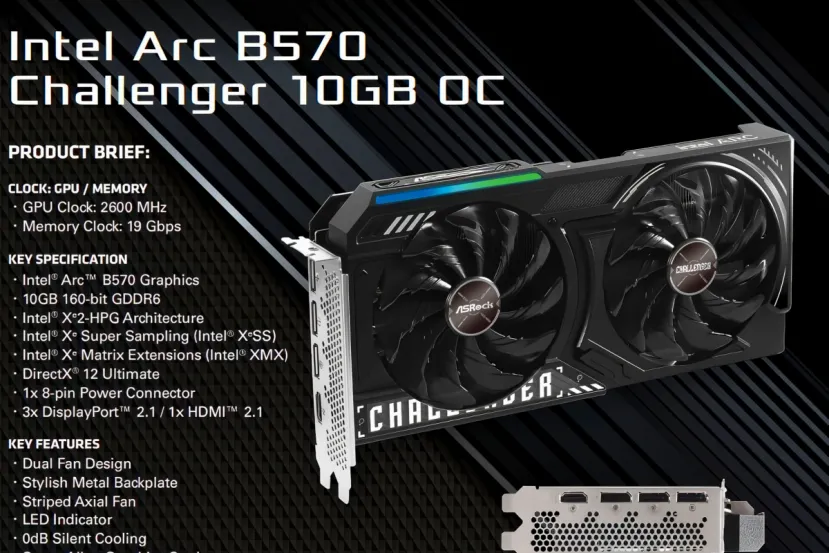 Intel Arc B570
Challenger 10GB OC
PRODUCT BRIEF:
CLOCK: GPU / MEMORY
· GPU Clock: 2600 MHz
· Memory Clock: 19 Gbps
KEY SPECIFICATION
· Intel® Arc™ B570 Graphics
· 10GB 160-bit GDDR6
· Intel® Xᵉ2-HPG Architecture
· Intel® Xᵉ Super Sampling (Intel® XᵉSS)
· Intel® Xᵉ Matrix Extensions (Intel® XMX)
· DirectX® 12 Ultimate
· 1x 8-pin Power Connector
· 3x DisplayPort™ 2.1 / 1x HDMI™ 2.1
KEY FEATURES
· Dual Fan Design
· Stylish Metal Backplate
· Striped Axial Fan
· LED Indicator
· 0dB Silent Cooling
intel ARC
ASRock
CHALLENGER
CHALLENGER